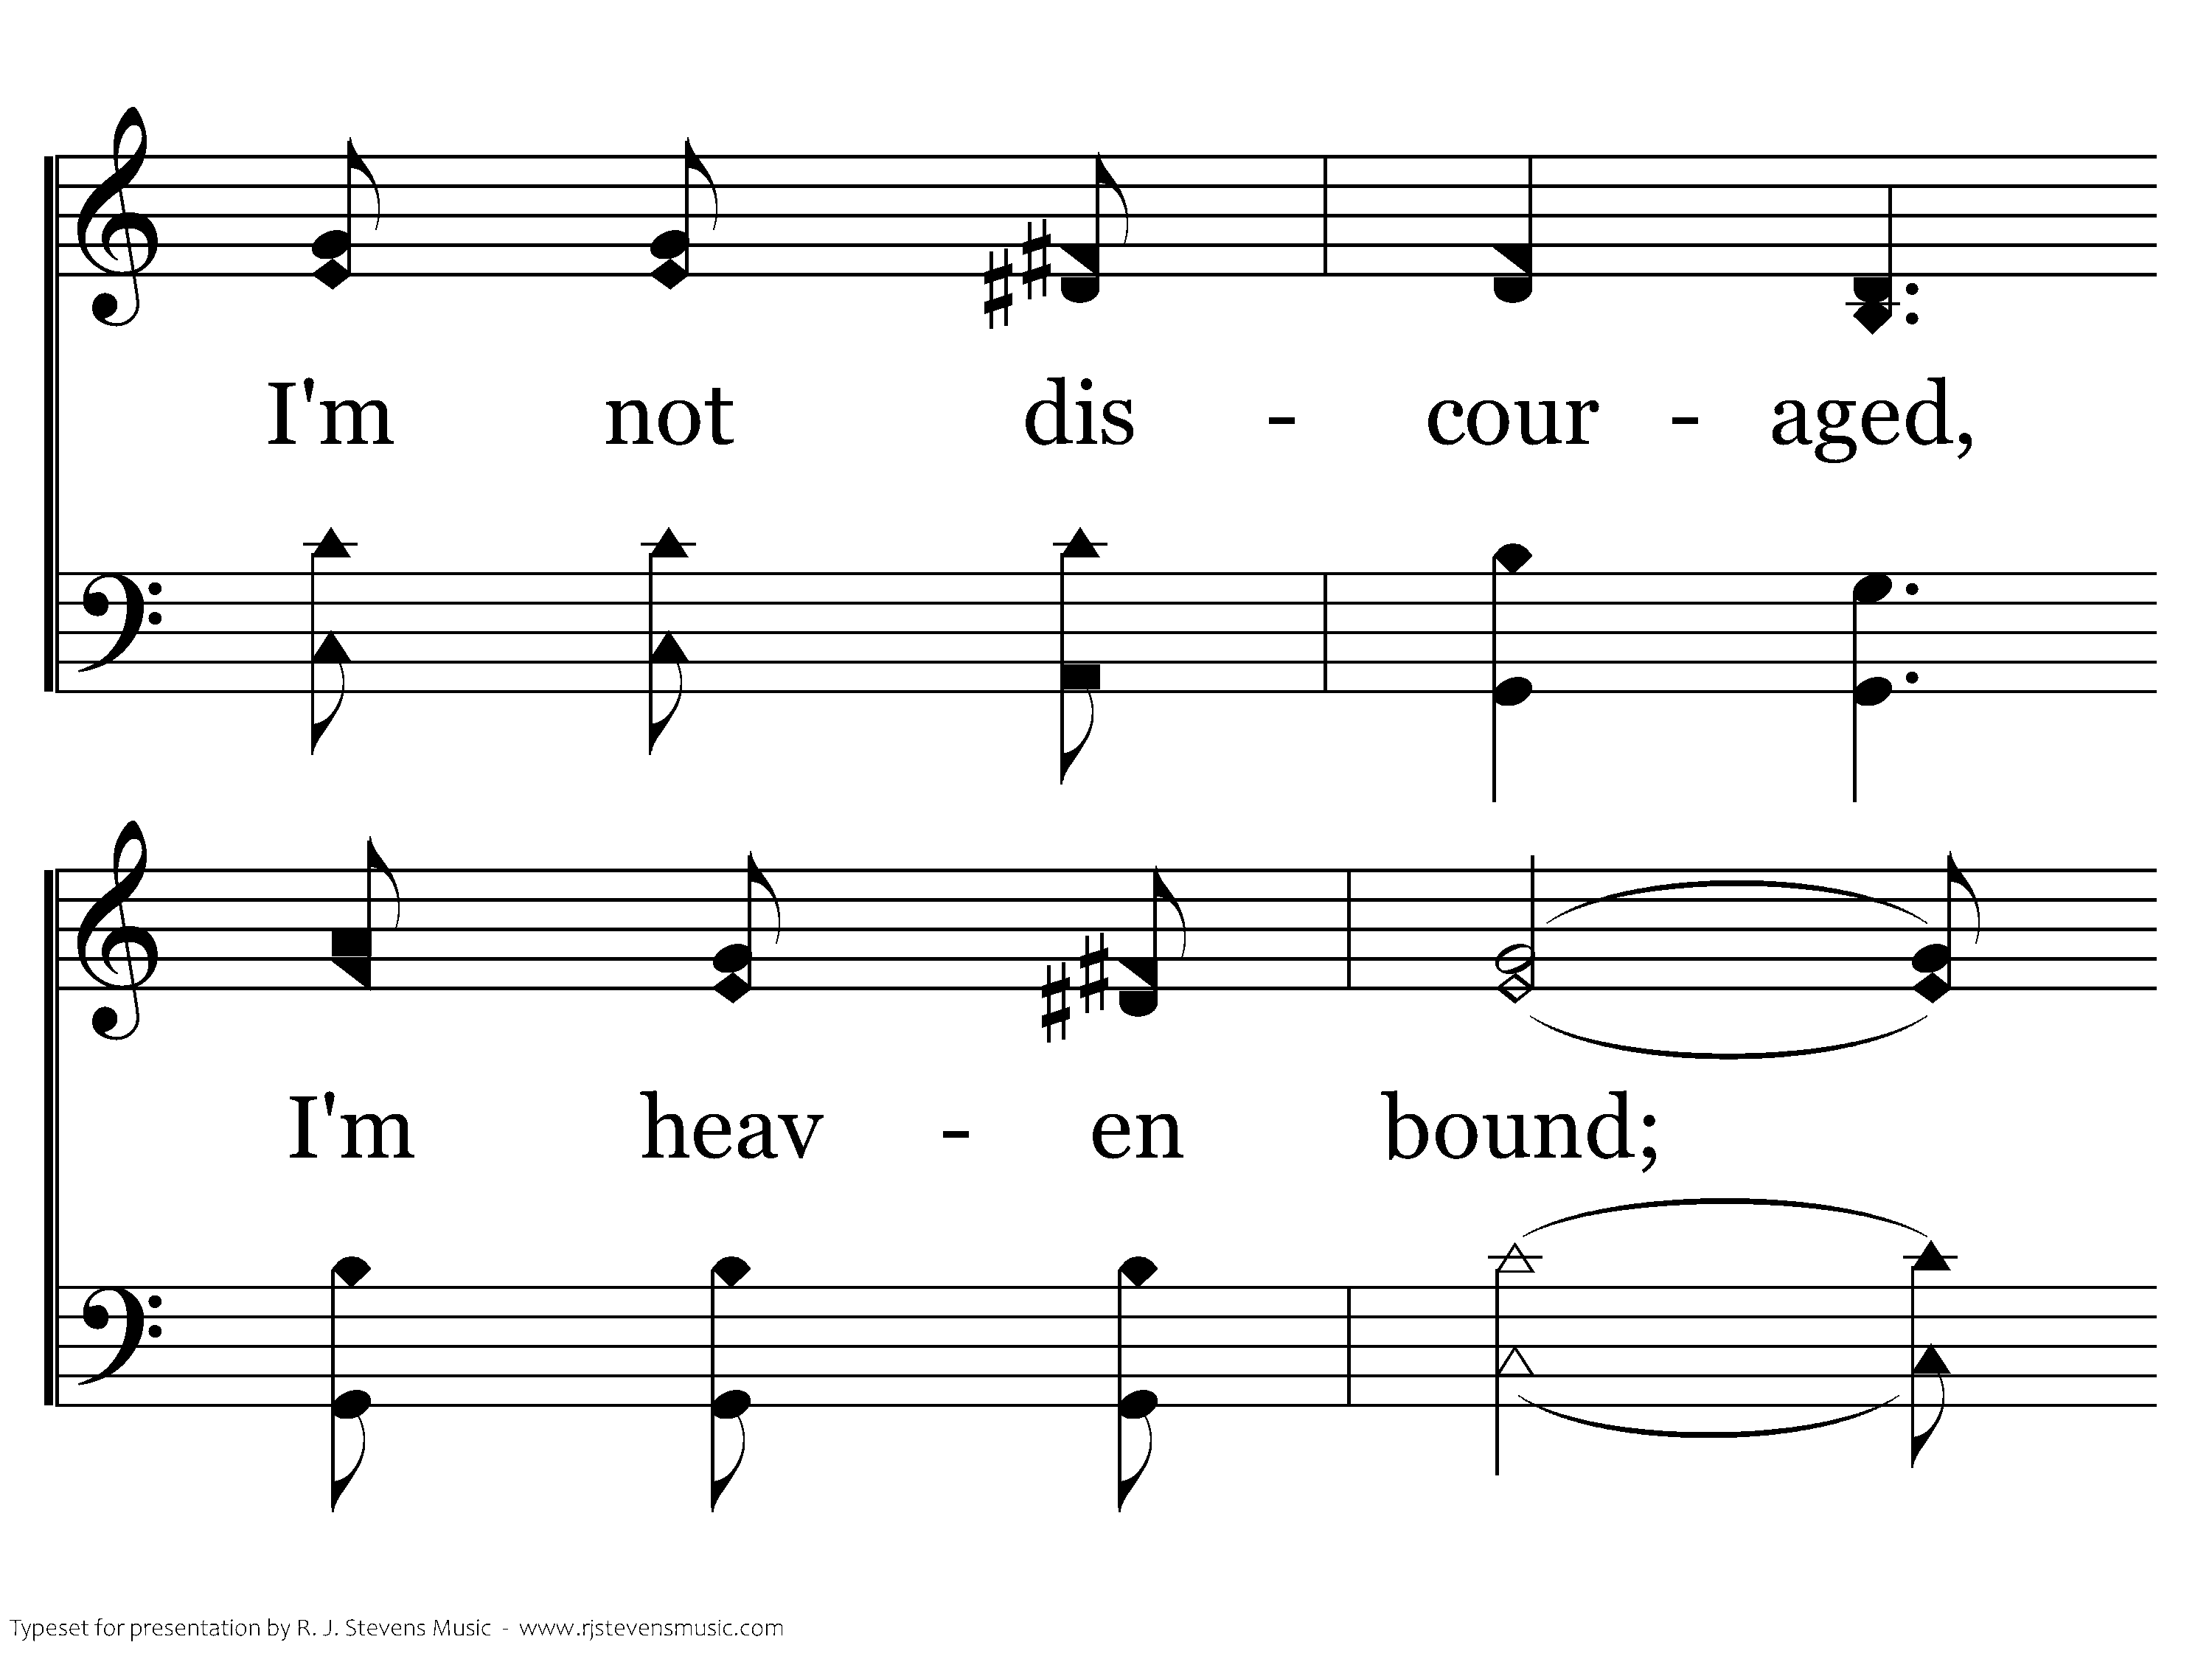 I'm not dis - cour - aged,
I'm heav - en bound;
Typeset for presentation by R. J. Stevens Music - www.rjstevensmusic.com